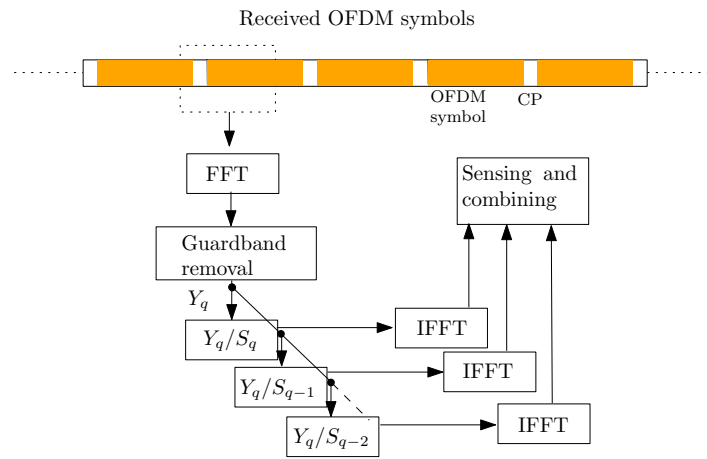 Received OFDM symbols
OFDM
symbol
CP
FFT
Sensing and
combining
Guardband
removal
Y_q
Y_q/S_q
IFFT
Y_q/S_{q-1}
IFFT
Y_q/S_{q-2}
IFFT